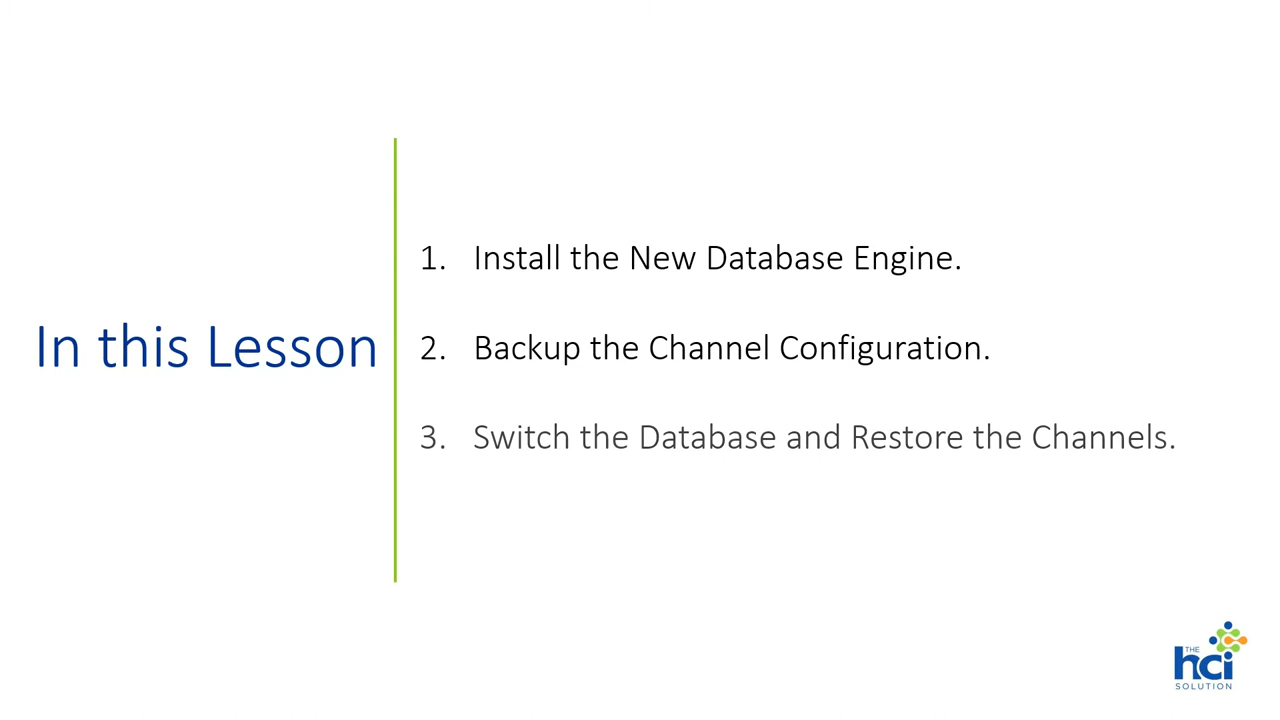 In this Lesson
1. Install the New Database Engine.
2. Backup the Channel Configuration.
3. Switch the Database and Restore the Channels.
THE
hci
SOLUTION